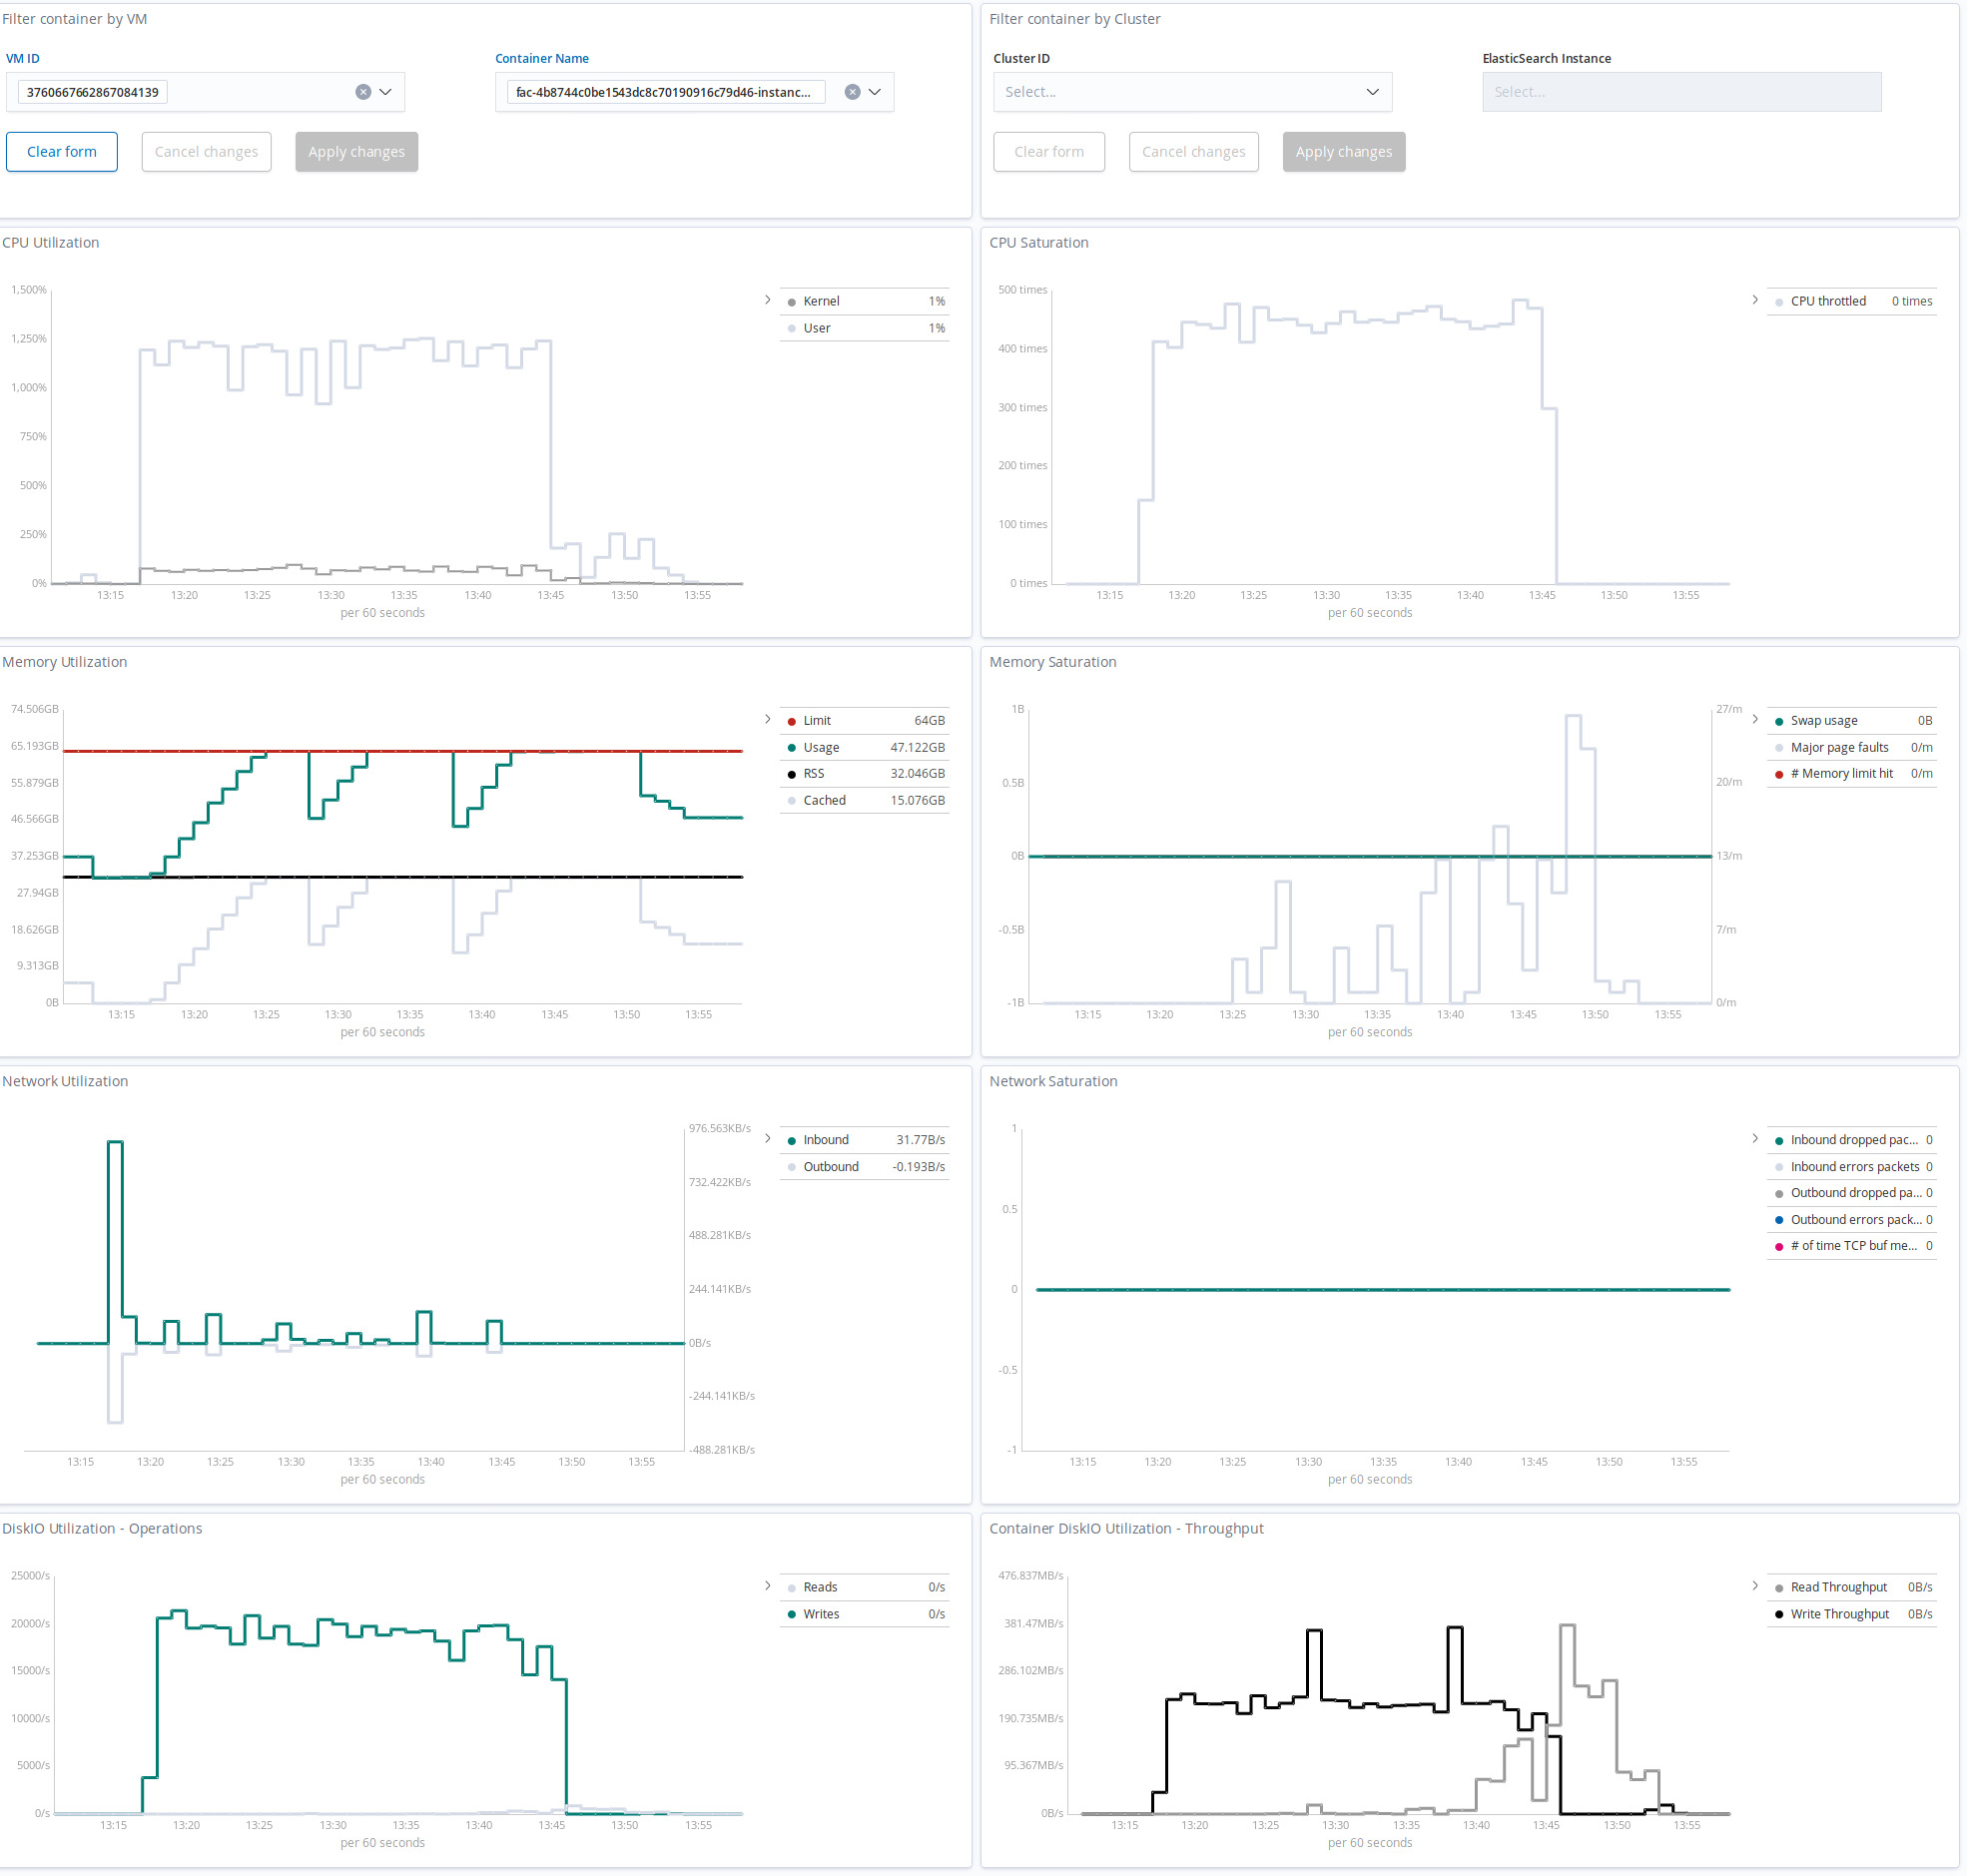 Filter container by VM
VM ID
Container Name
3760667662867084139
fac-4b8744c0be1543dc8c70190916c79d46-instanc...
Clear form
Cancel changes
Apply changes
Filter container by Cluster
Cluster ID
ElasticSearch Instance
Select...
Select...
Clear form
Cancel changes
Apply changes
CPU Utilization
1,500%
1,250%
1,000%
750%
500%
250%
0%
13:15 13:20 13:25 13:30 13:35 13:40 13:45 13:50 13:55
per 60 seconds
Kernel 1%
User 1%
CPU Saturation
500 times
400 times
300 times
200 times
100 times
0 times
13:15 13:20 13:25 13:30 13:35 13:40 13:45 13:50 13:55
per 60 seconds
CPU throttled 0 times
Memory Utilization
74.506GB
65.193GB
55.879GB
46.566GB
37.253GB
27.94GB
18.626GB
9.313GB
0B
13:15 13:20 13:25 13:30 13:35 13:40 13:45 13:50 13:55
per 60 seconds
Limit 64GB
Usage 47.122GB
RSS 32.046GB
Cached 15.076GB
Memory Saturation
1B
0.5B
0B
-0.5B
-1B
27/m
20/m
13/m
7/m
0/m
13:15 13:20 13:25 13:30 13:35 13:40 13:45 13:50 13:55
per 60 seconds
Swap usage 0B
Major page faults 0/m
# Memory limit hit 0/m
Network Utilization
976.563KB/s
732.422KB/s
488.281KB/s
244.141KB/s
0B/s
-244.141KB/s
-488.281KB/s
13:15 13:20 13:25 13:30 13:35 13:40 13:45 13:50 13:55
per 60 seconds
Inbound 31.77B/s
Outbound -0.193B/s
Network Saturation
1
0.5
0
-0.5
-1
13:15 13:20 13:25 13:30 13:35 13:40 13:45 13:50 13:55
per 60 seconds
Inbound dropped pac... 0
Inbound errors packets 0
Outbound dropped pa... 0
Outbound errors pack... 0
# of time TCP buf me... 0
DiskIO Utilization - Operations
25000/s
20000/s
15000/s
10000/s
5000/s
0/s
13:15 13:20 13:25 13:30 13:35 13:40 13:45 13:50 13:55
per 60 seconds
Reads 0/s
Writes 0/s
Container DiskIO Utilization - Throughput
476.837MB/s
381.47MB/s
286.102MB/s
190.735MB/s
95.367MB/s
0B/s
13:15 13:20 13:25 13:30 13:35 13:40 13:45 13:50 13:55
per 60 seconds
Read Throughput 0B/s
Write Throughput 0B/s